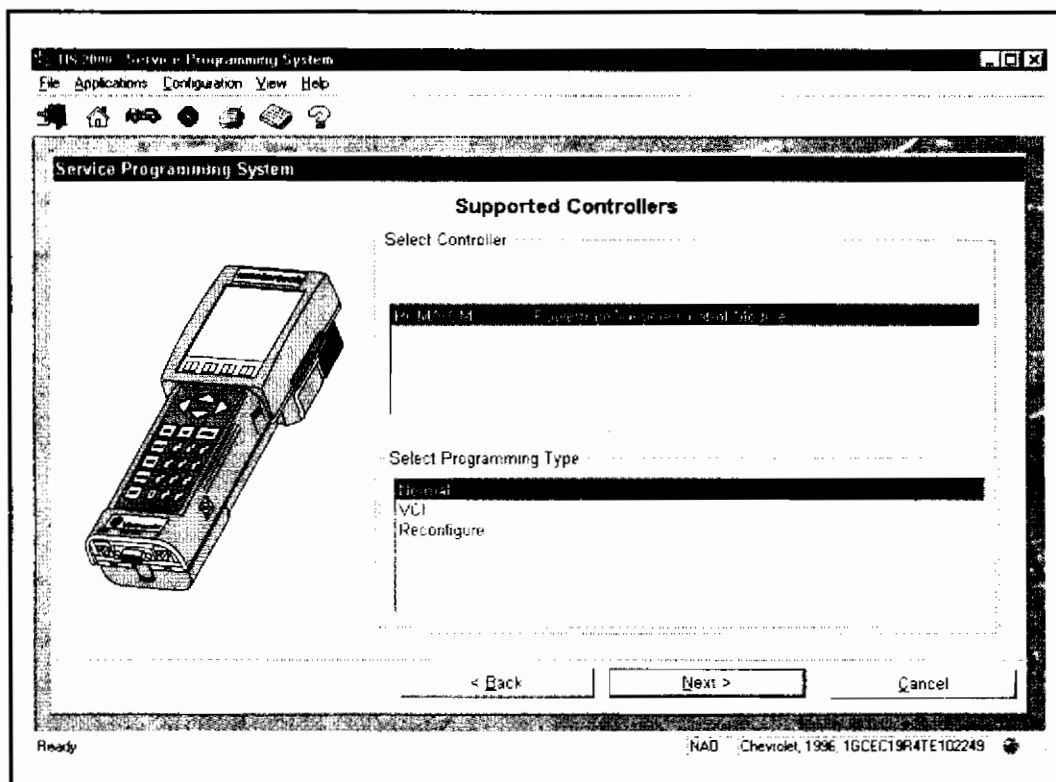 Service Programming System
File Applications Configuration View Help
Service Programming System
Supported Controllers
Select Controller
Select Programming Type
Normal
VCI
Reconfigure
< Back Next > Cancel
Ready NAO Chevrolet, 1996, 1GCEC19R4TE102249